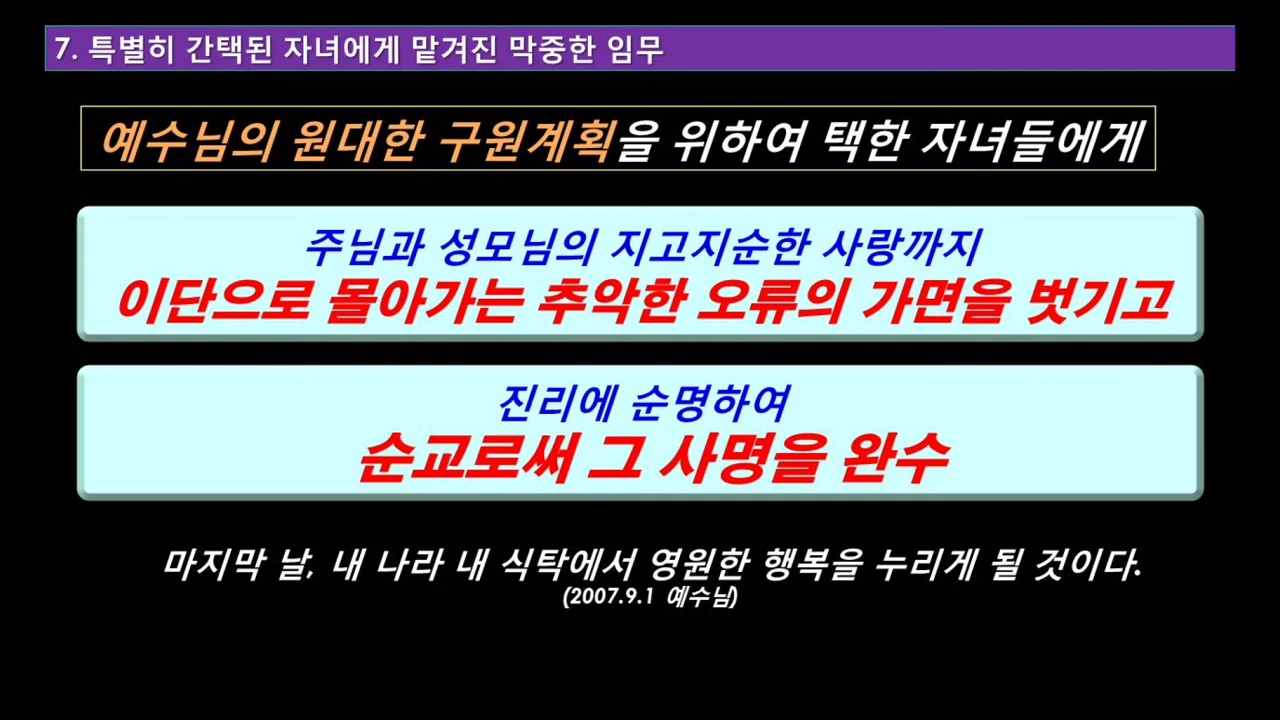 7. 특별히 간택된 자녀에게 맡겨진 막중한 임무
예수님의 원대한 구원계획을 위하여 택한 자녀들에게
주님과 성모님의 지고지순한 사랑까지
이단으로 몰아가는 추악한 오류의 가면을 벗기고
진리에 순명하여
순교로써 그 사명을 완수
마지막 날, 내 나라 내 식탁에서 영원한 행복을 누리게 될 것이다.
(2007.9.1 예수님)